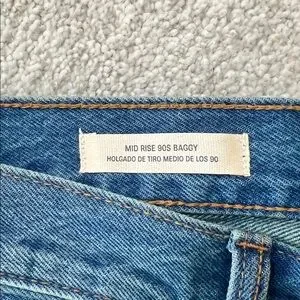 MID RISE 90S BAGGY
HOLGADO DE TIRO MEDIO DE LOS 90